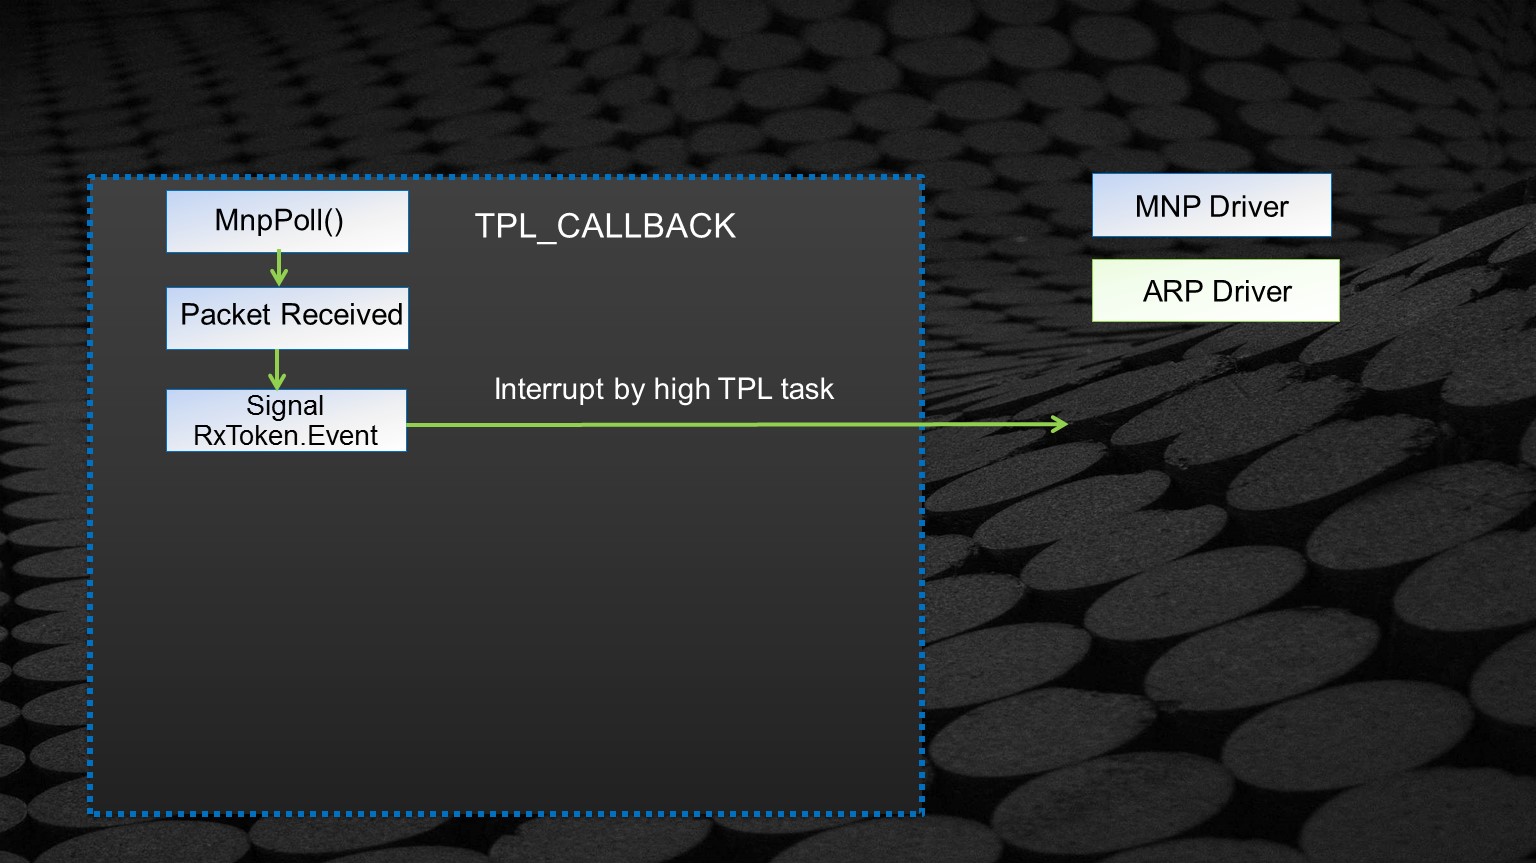 MnpPoll()
TPL_CALLBACK
MNP Driver
ARP Driver
Packet Received
Interrupt by high TPL task
Signal
RxToken.Event